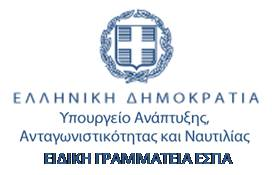 ΕΛΛΗΝΙΚΗ ΔΗΜΟΚΡΑΤΙΑ
Υπουργείο Ανάπτυξης,
Ανταγωνιστικότητας και Ναυτιλίας
ΕΙΔΙΚΗ ΓΡΑΜΜΑΤΕΙΑ ΕΣΠΑ